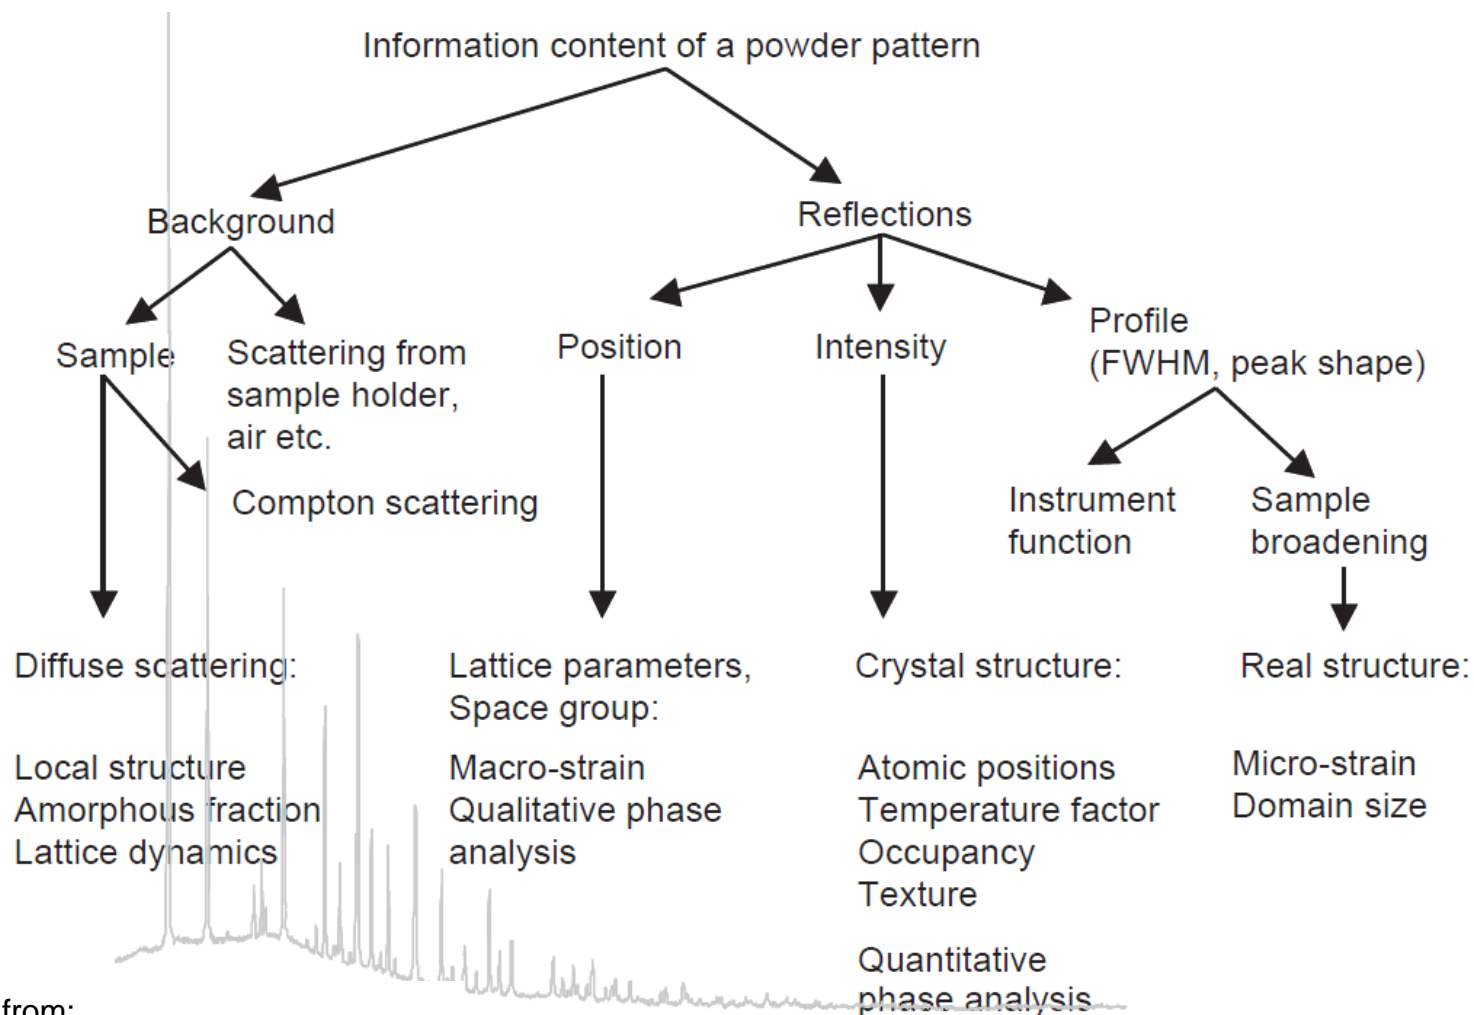 Information content of a powder pattern
Background
Reflections
Sample
Scattering from
sample holder,
air etc.
Compton scattering
Position
Intensity
Profile
(FWHM, peak shape)
Instrument
function
Sample
broadening
Diffuse scattering:
Local structure
Amorphous fraction
Lattice dynamics
Lattice parameters,
Space group:
Macro-strain
Qualitative phase
analysis
Crystal structure:
Atomic positions
Temperature factor
Occupancy
Texture
Quantitative
phase analysis
Real structure:
Micro-strain
Domain size
from: